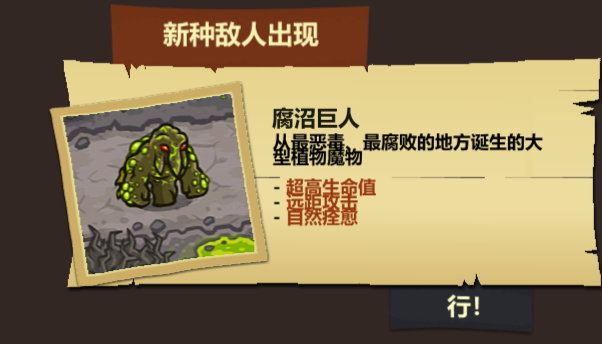 新种敌人出现
腐沼巨人
从最恶毒、最腐败的地方诞生的大
型植物魔物
- 超高生命值
- 远距攻击
- 自然痊愈
行!